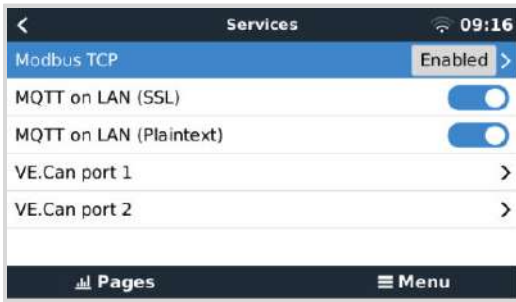 Services 09:16
Modbus TCP Enabled
MQTT on LAN (SSL)
MQTT on LAN (Plaintext)
VE.Can port 1
VE.Can port 2
Pages Menu